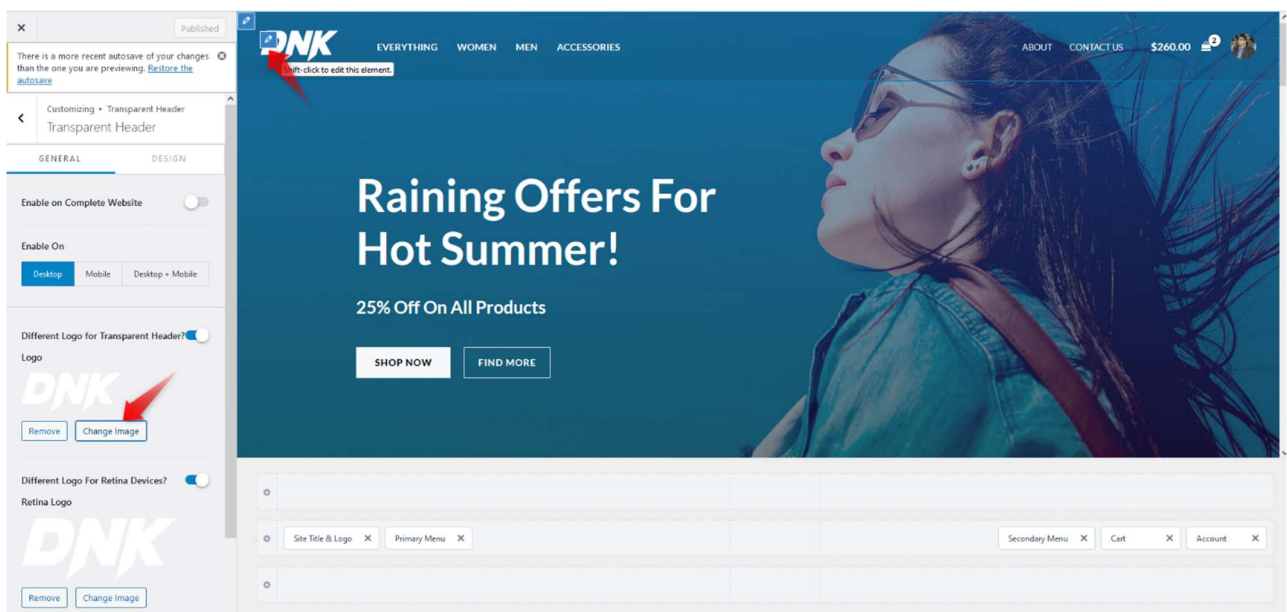 Published
There is a more recent autosave of your changes
than the one you are previewing. Restore the
autosave
Customizing ▸ Transparent Header
Transparent Header
GENERAL DESIGN
Enable on Complete Website
Enable On
Desktop Mobile Desktop + Mobile
Different Logo for Transparent Header?
Logo
DNK
Remove Change Image
Different Logo For Retina Devices?
Retina Logo
DNK
Remove Change Image
DNK EVERYTHING WOMEN MEN ACCESSORIES ABOUT CONTACT US $260.00 2
Shift-click to edit this element.
Raining Offers For
Hot Summer!
25% Off On All Products
SHOP NOW FIND MORE
Site Title & Logo Primary Menu Secondary Menu Cart Account